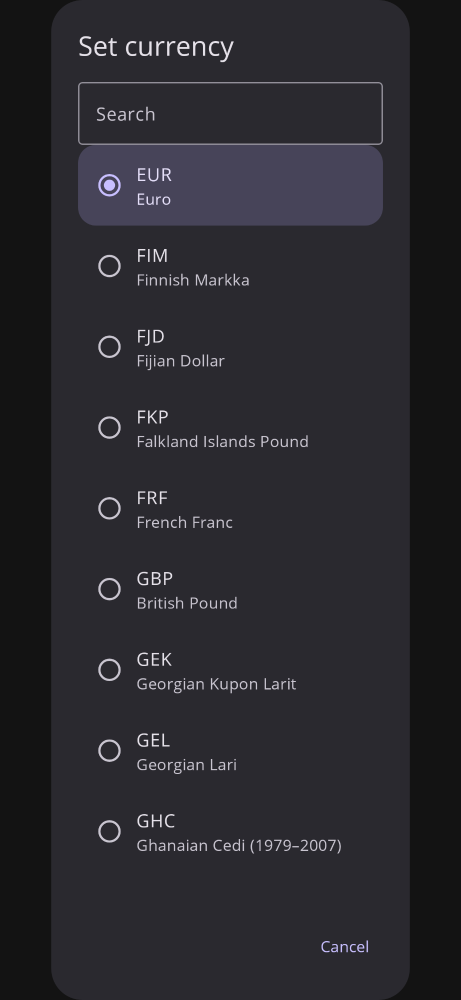 Set currency
Search
EUR
Euro
FIM
Finnish Markka
FJD
Fijian Dollar
FKP
Falkland Islands Pound
FRF
French Franc
GBP
British Pound
GEK
Georgian Kupon Larit
GEL
Georgian Lari
GHC
Ghanaian Cedi (1979–2007)
Cancel